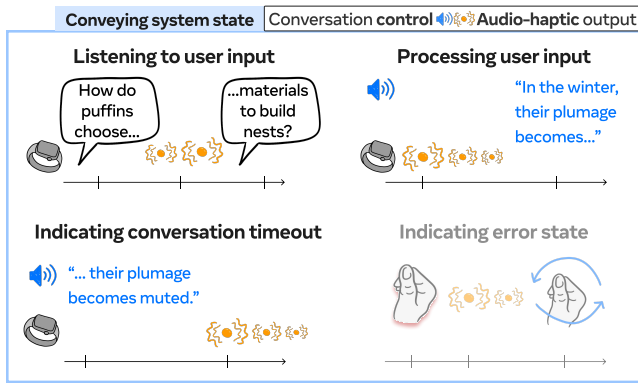 Conveying system state
Conversation control Audio-haptic output
Listening to user input
How do
puffins
choose...
...materials
to build
nests?
Processing user input
“In the winter,
their plumage
becomes...”
Indicating conversation timeout
“... their plumage
becomes muted.”
Indicating error state